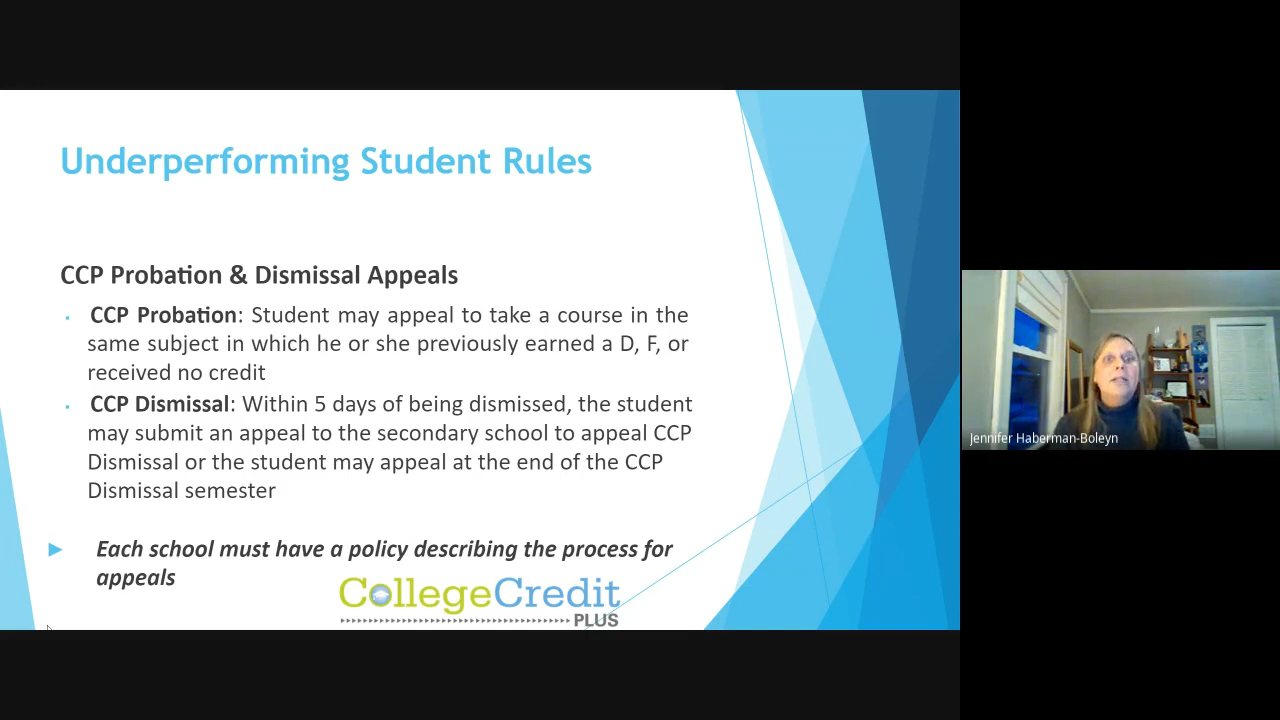 Underperforming Student Rules
CCP Probation & Dismissal Appeals
CCP Probation: Student may appeal to take a course in the
same subject in which he or she previously earned a D, F, or
received no credit
CCP Dismissal: Within 5 days of being dismissed, the student
may submit an appeal to the secondary school to appeal CCP
Dismissal or the student may appeal at the end of the CCP
Dismissal semester
Each school must have a policy describing the process for
appeals
CollegeCredit
PLUS
Jennifer Haberman-Boleyn